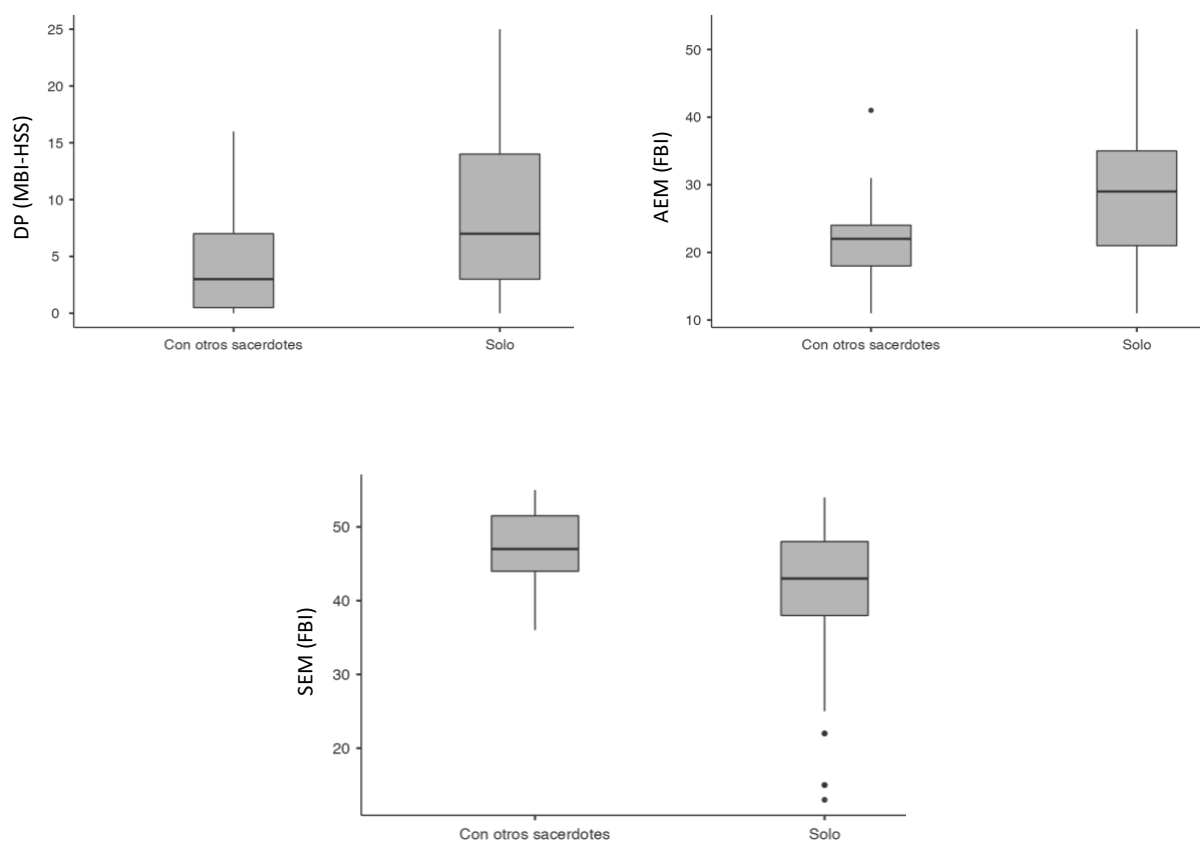 DP (MBI-HSS)
25
20
15
10
5
0
Con otros sacerdotes
Solo
AEM (FBI)
50
40
30
20
10
Con otros sacerdotes
Solo
SEM (FBI)
50
40
30
20
Con otros sacerdotes
Solo